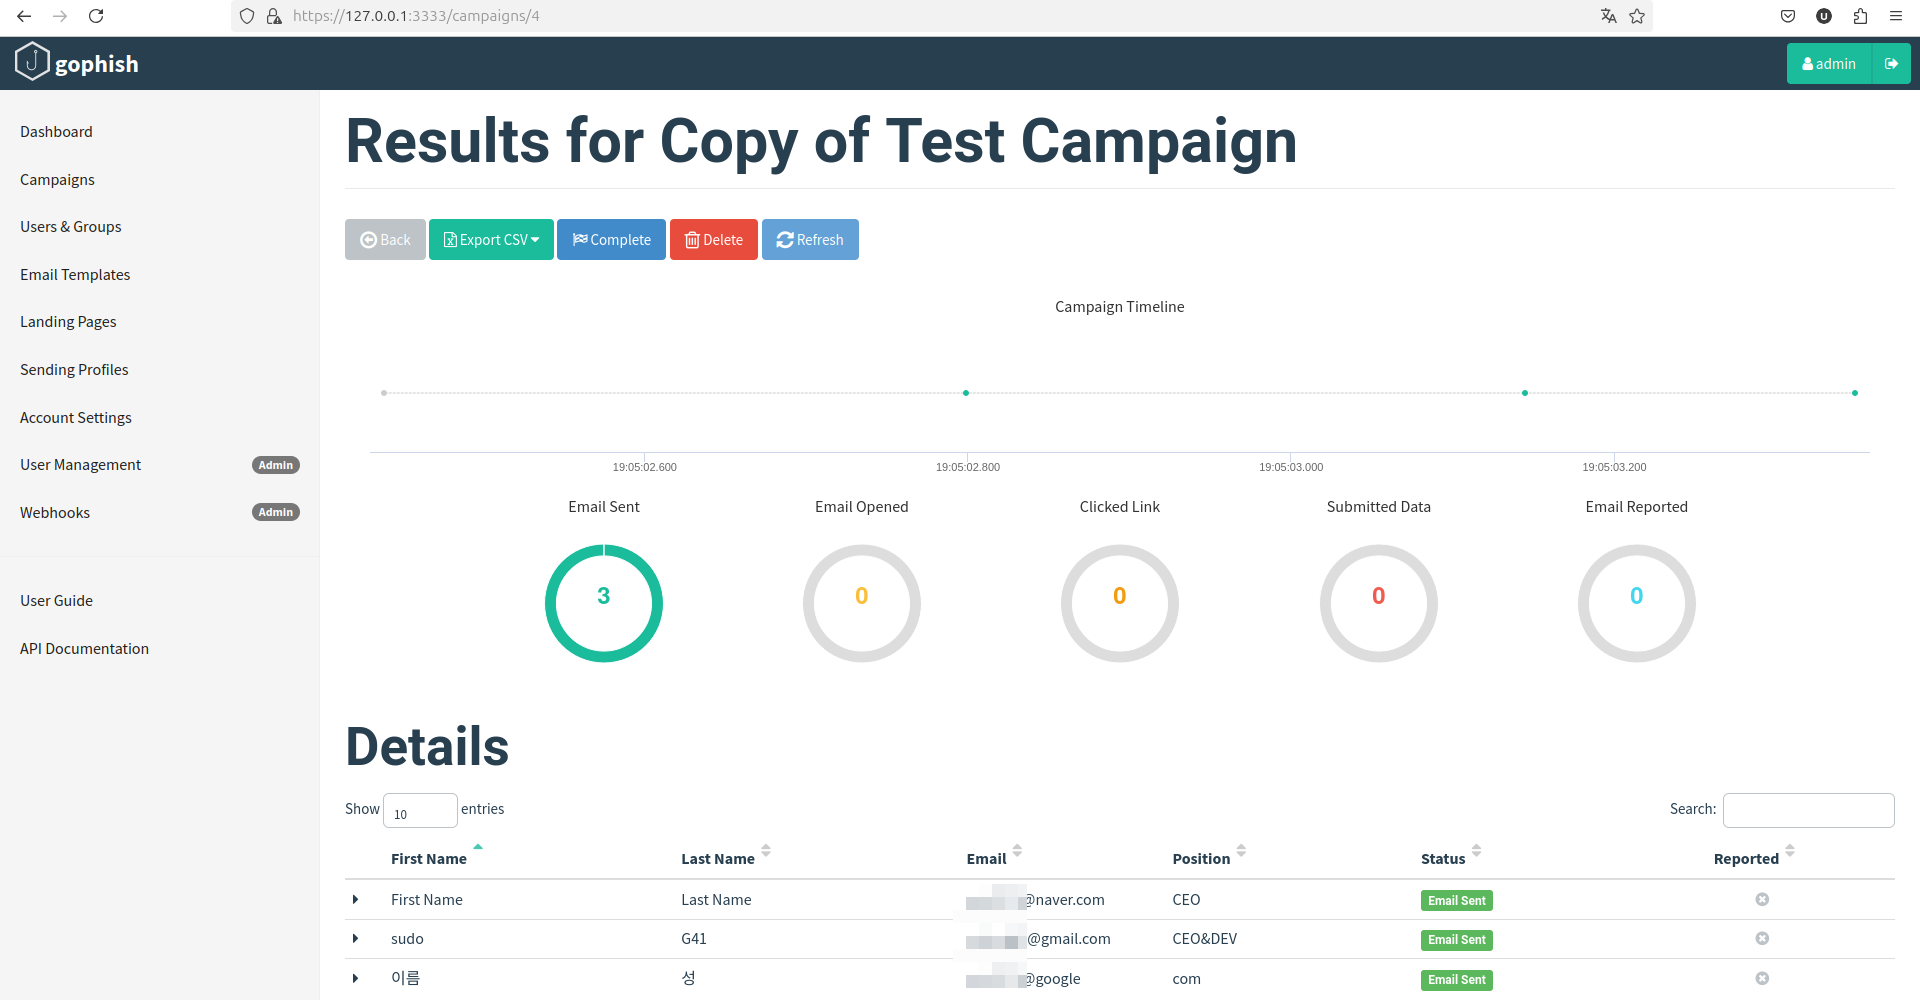 https://127.0.0.1:3333/campaigns/4
U
gophish
admin
Dashboard
Campaigns
Users & Groups
Email Templates
Landing Pages
Sending Profiles
Account Settings
User Management Admin
Webhooks Admin
User Guide
API Documentation
Results for Copy of Test Campaign
Back Export CSV Complete Delete Refresh
Campaign Timeline
19:05:02.600 19:05:02.800 19:05:03.000 19:05:03.200
Email Sent Email Opened Clicked Link Submitted Data Email Reported
3 0 0 0 0
Details
Show 10 entries Search:
First Name Last Name Email Position Status Reported
First Name Last Name @naver.com CEO Email Sent
sudo G41 @gmail.com CEO&DEV Email Sent
이름 성 @google com Email Sent